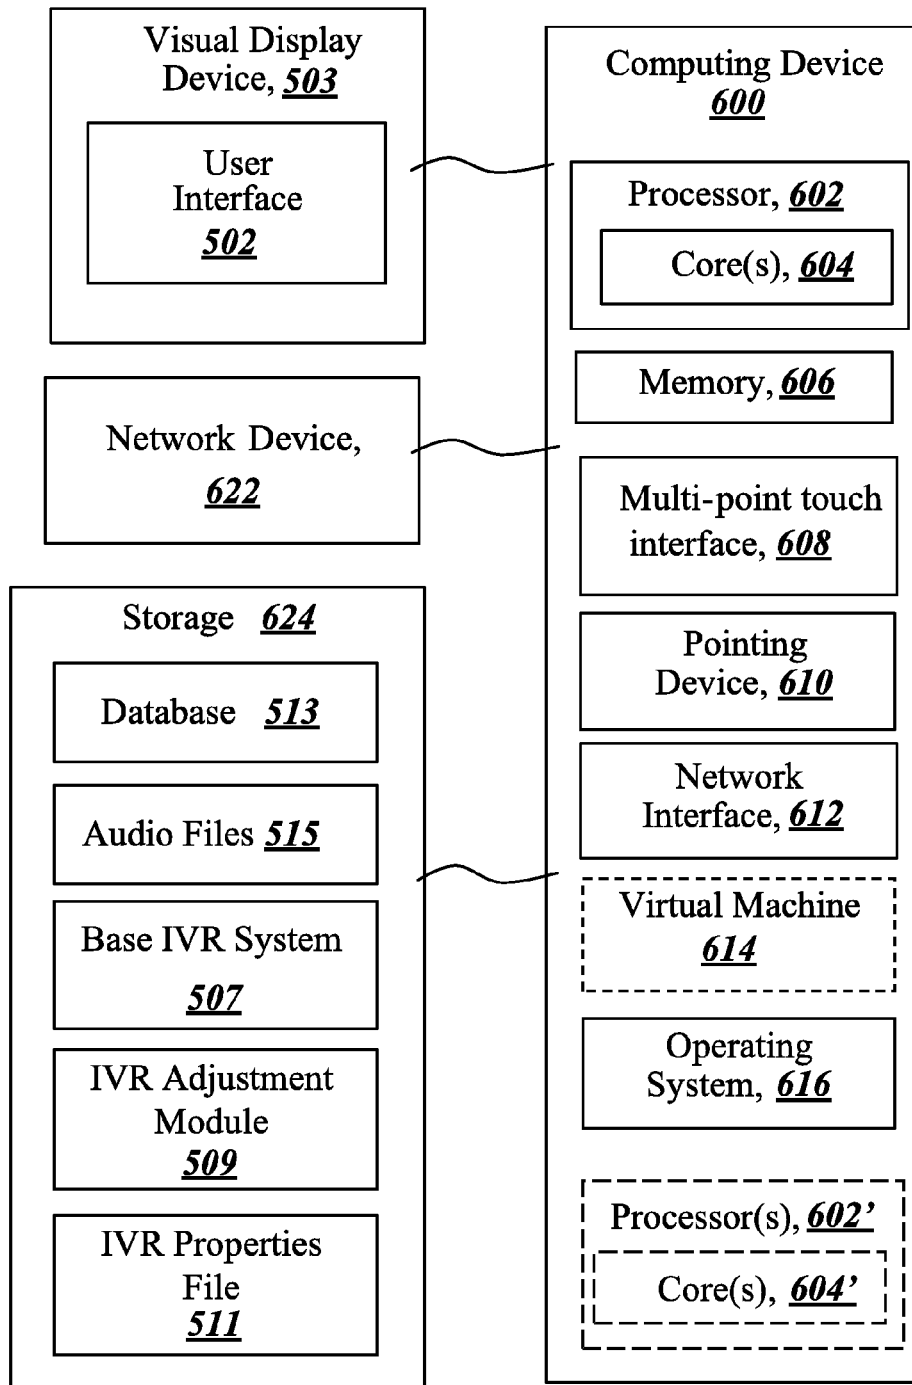 Visual Display
Device, 503
User
Interface
502
Network Device,
622
Storage 624
Database 513
Audio Files 515
Base IVR System
507
IVR Adjustment
Module
509
IVR Properties
File
511
Computing Device
600
Processor, 602
Core(s), 604
Memory, 606
Multi-point touch
interface, 608
Pointing
Device, 610
Network
Interface, 612
Virtual Machine
614
Operating
System, 616
Processor(s), 602’
Core(s), 604’